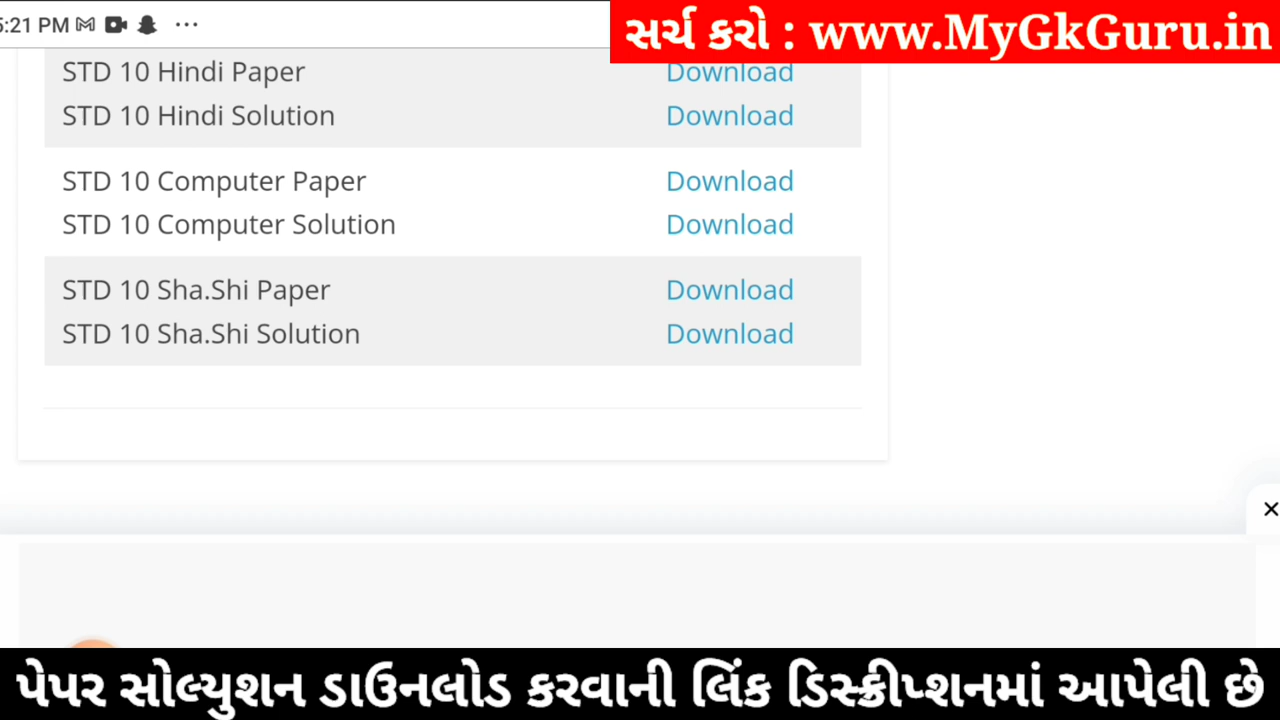 5:21 PM
સર્ચ કરો : www.MyGkGuru.in
STD 10 Hindi Paper Download
STD 10 Hindi Solution Download
STD 10 Computer Paper Download
STD 10 Computer Solution Download
STD 10 Sha.Shi Paper Download
STD 10 Sha.Shi Solution Download
પેપર સોલ્યુશન ડાઉનલોડ કરવાની લિંક ડિસ્ક્રીપ્શનમાં આપેલી છે